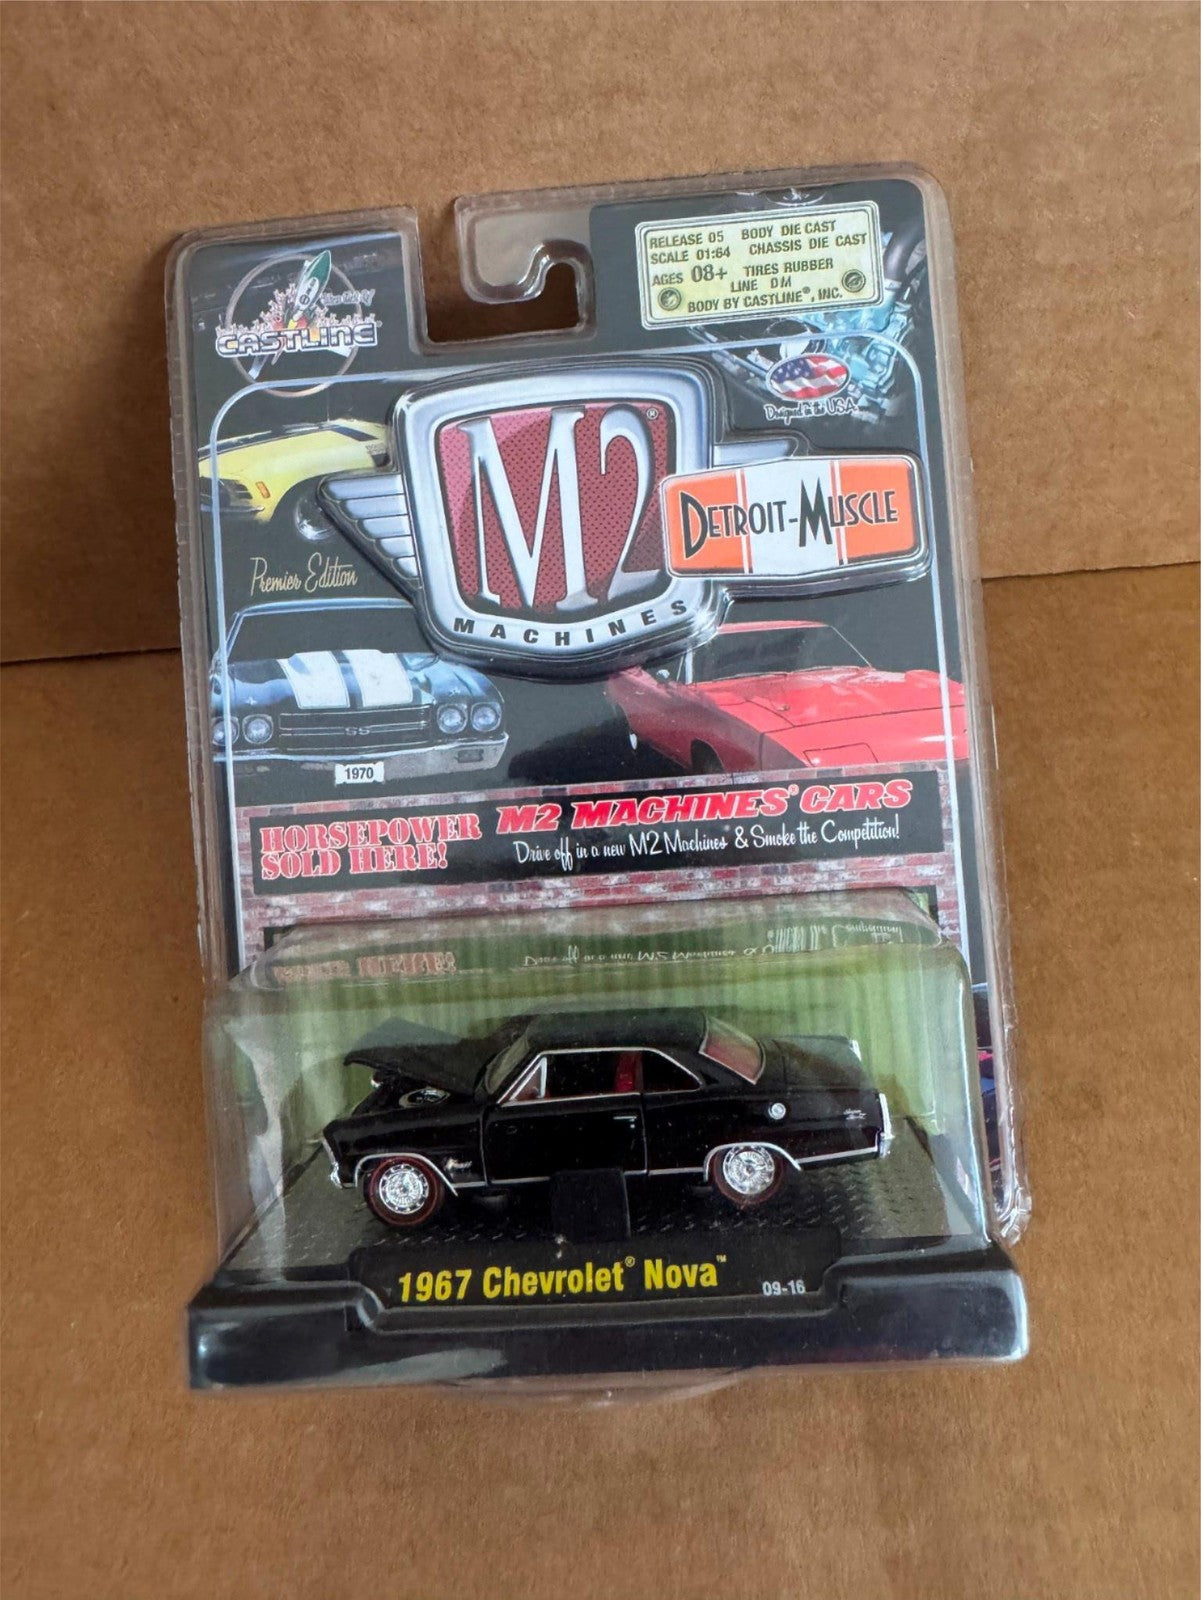 CASTLINE®
RELEASE 05 BODY DIE CAST
SCALE 01:64 CHASSIS DIE CAST
AGES 08+ TIRES RUBBER
LINE DM
BODY BY CASTLINE®, INC.
Designed in the USA
M2®
MACHINES
DETROIT-MUSCLE
Premier Edition
SS
1970
HORSEPOWER
SOLD HERE!
M2 MACHINES® CARS
Drive off in a new M2 Machines® & Smoke the Competition!
1967 Chevrolet® Nova™
09-16